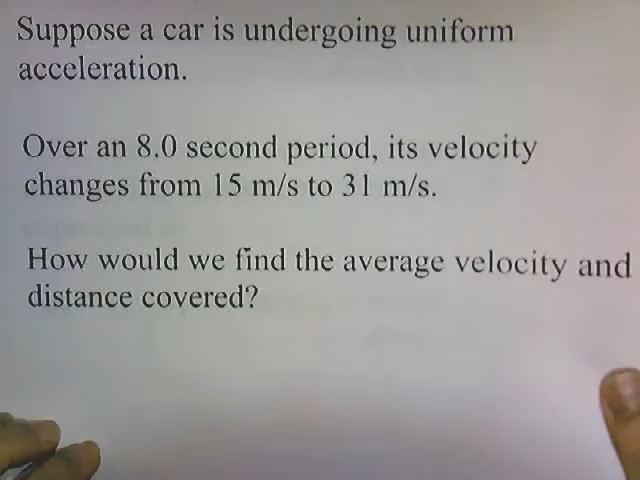 Suppose a car is undergoing uniform
acceleration.
Over an 8.0 second period, its velocity
changes from 15 m/s to 31 m/s.
How would we find the average velocity and
distance covered?